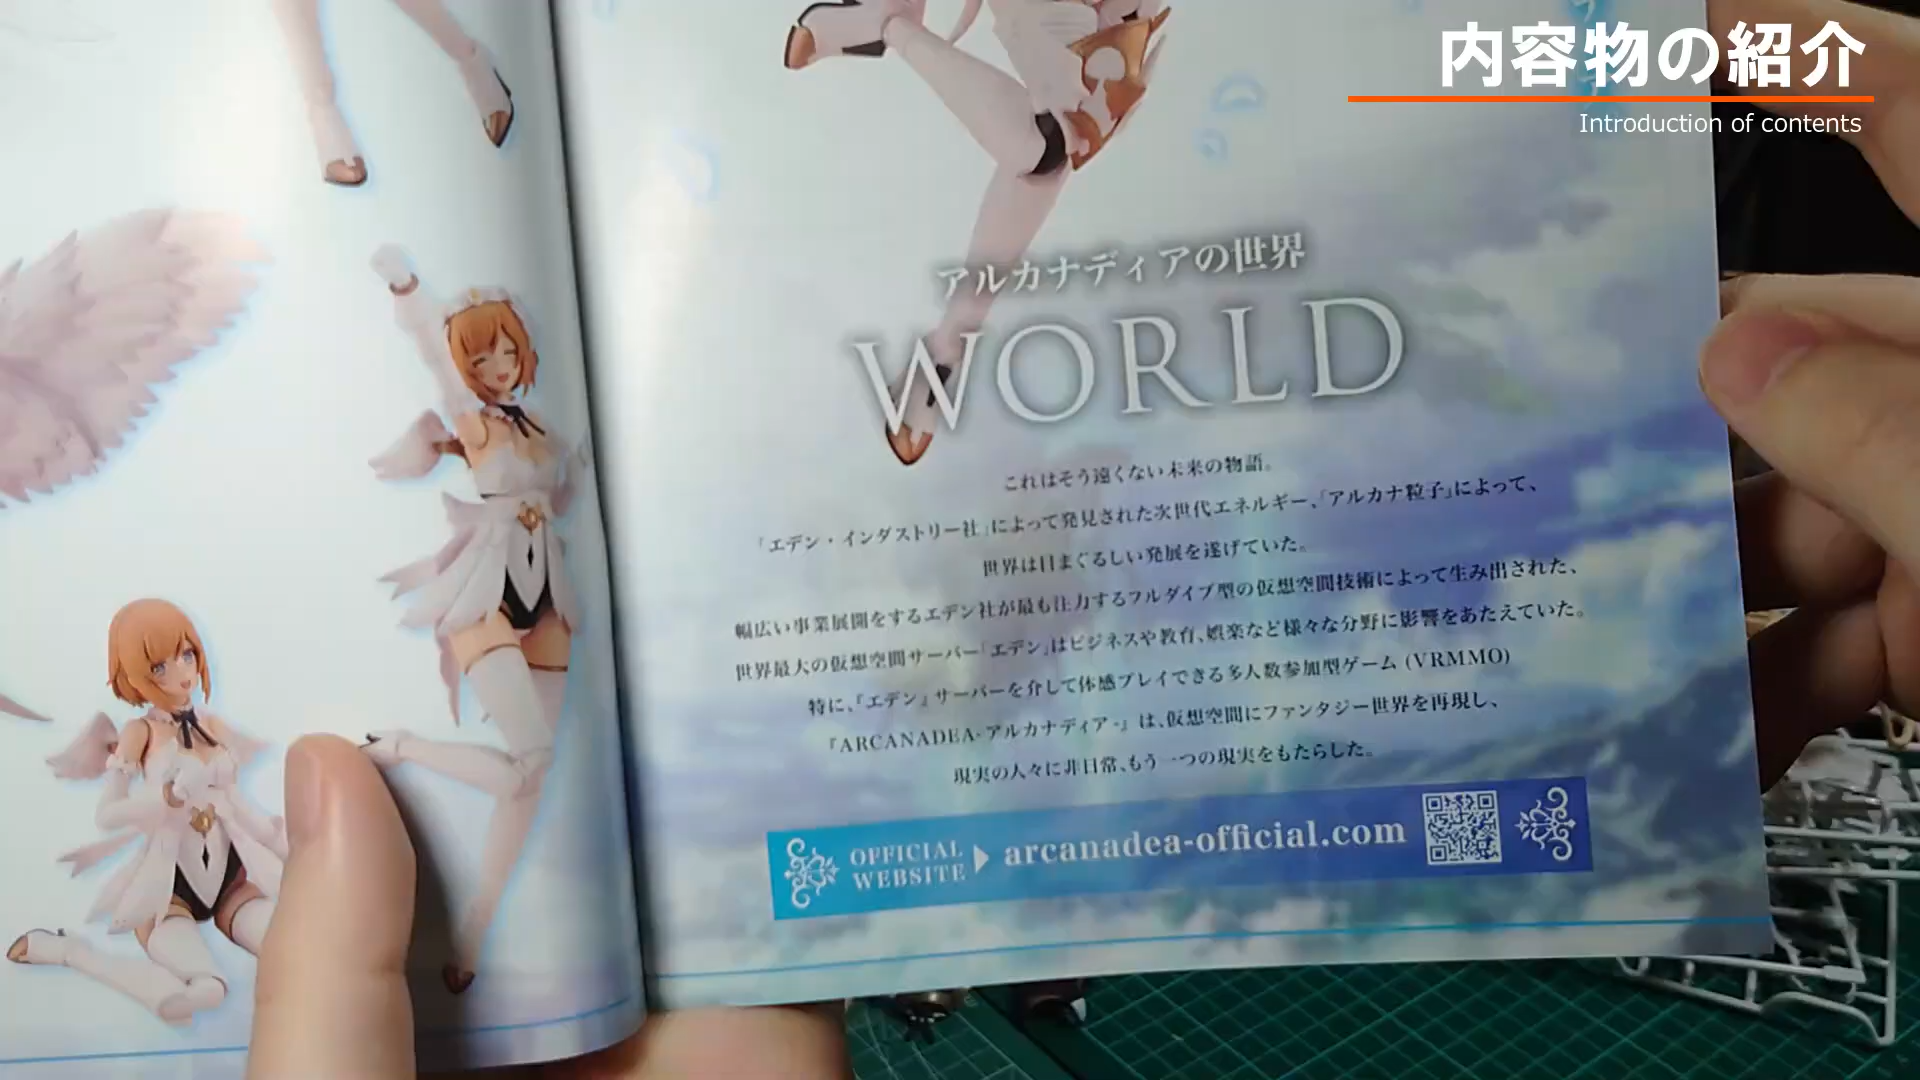 内容物の紹介
Introduction of contents
アルカナディアの世界
WORLD
これはそう遠くない未来の物語。
「エデン・インダストリー社」によって発見された次世代エネルギー、「アルカナ粒子」によって、
世界は目まぐるしい発展を遂げていた。
幅広い事業展開をするエデン社が最も注力するフルダイブ型の仮想空間技術によって生み出された、
世界最大の仮想空間サーバー「エデン」はビジネスや教育、娯楽など様々な分野に影響をあたえていた。
特に、『エデン』サーバーを介して体感プレイできる多人数参加型ゲーム (VRMMO)
『ARCANADEA-アルカナディア-』は、仮想空間にファンタジー世界を再現し、
現実の人々に非日常、もう一つの現実をもたらした。
OFFICIAL
WEBSITE
arcanadea-official.com